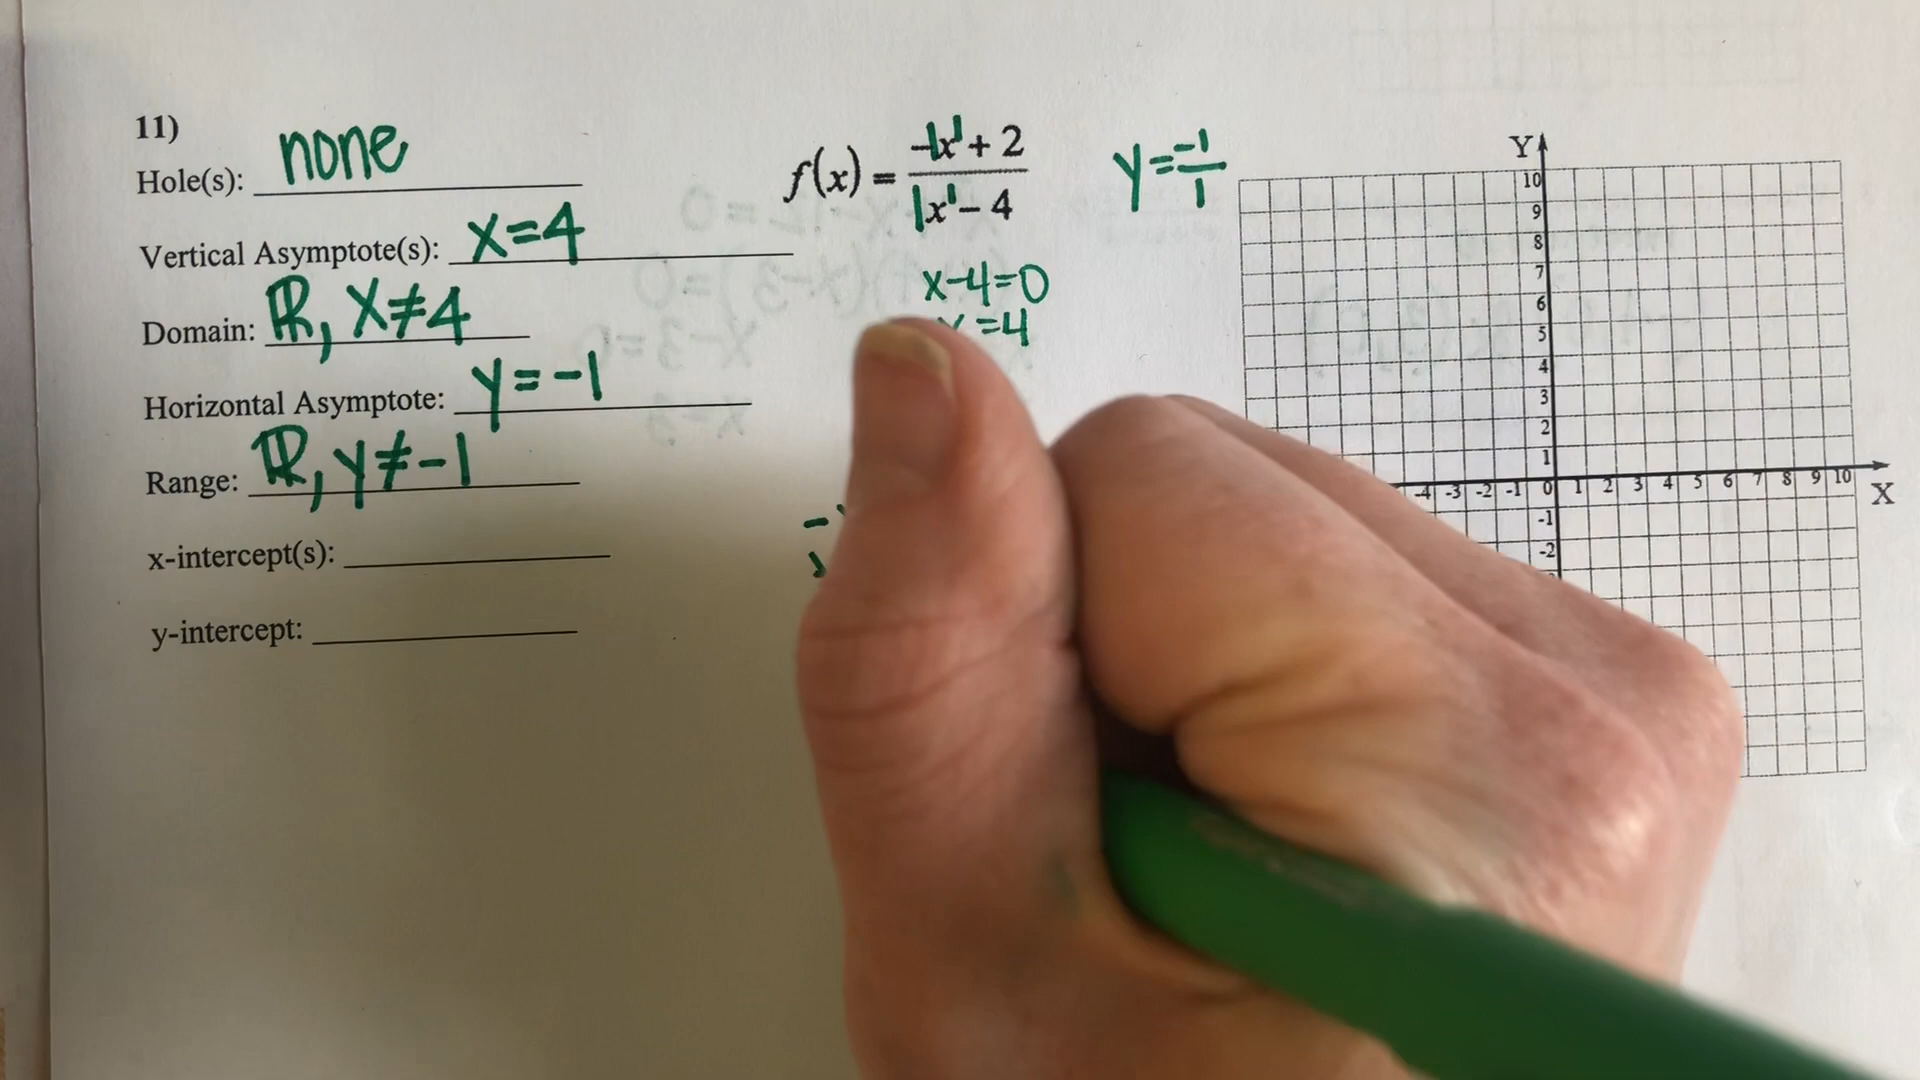 11)
Hole(s): none
Vertical Asymptote(s): x=4
Domain: ℝ, x≠4
Horizontal Asymptote: y=-1
Range: ℝ, y≠-1
x-intercept(s):
y-intercept:
f(x) = (-1x¹ + 2)/(1x¹ - 4)
y = -1/1
x-4=0
x =4
Y
10
9
8
7
6
5
4
3
2
1
-4 -3 -2 -1 0 1 2 3 4 5 6 7 8 9 10
X
-1
-2